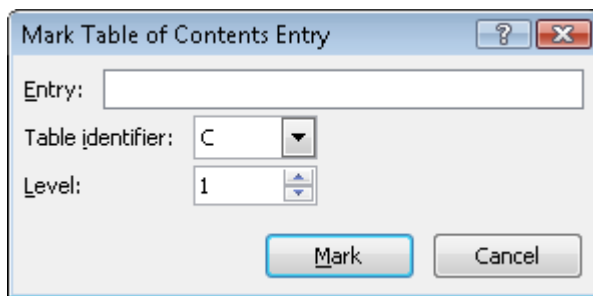 Mark Table of Contents Entry
Entry:
Table identifier: C
Level: 1
Mark Cancel